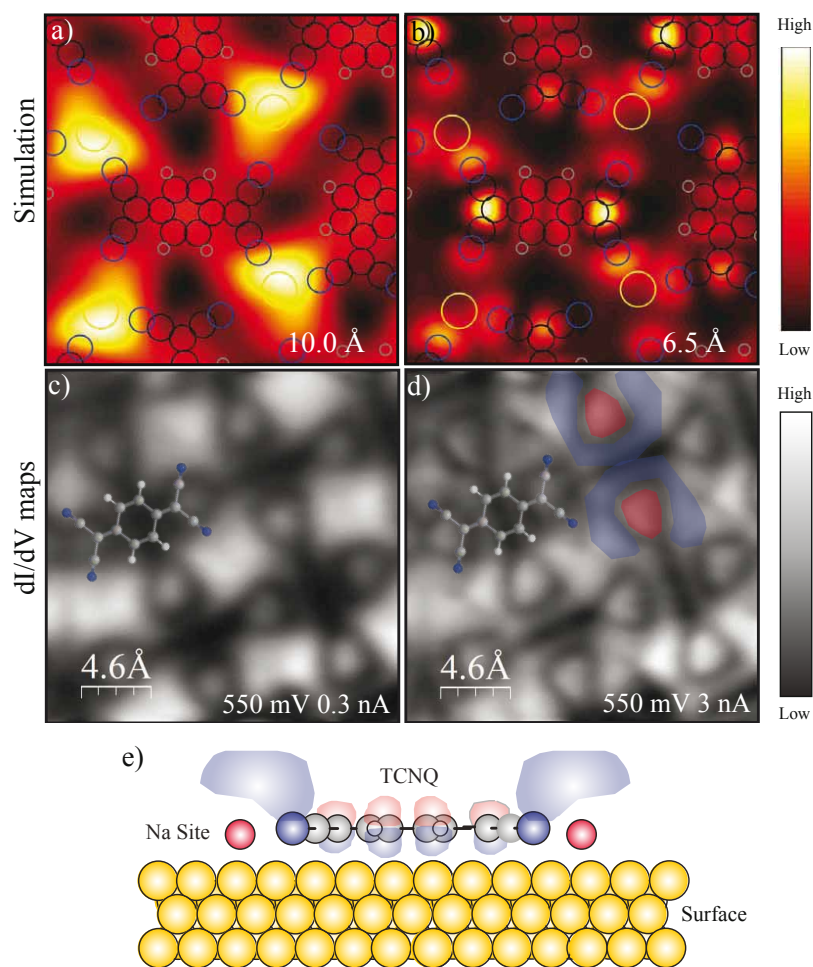 a)
b)
High
Simulation
10.0 Å
6.5 Å
Low
c)
d)
High
dI/dV maps
4.6Å
4.6Å
550 mV 0.3 nA
550 mV 3 nA
Low
e)
TCNQ
Na Site
Surface